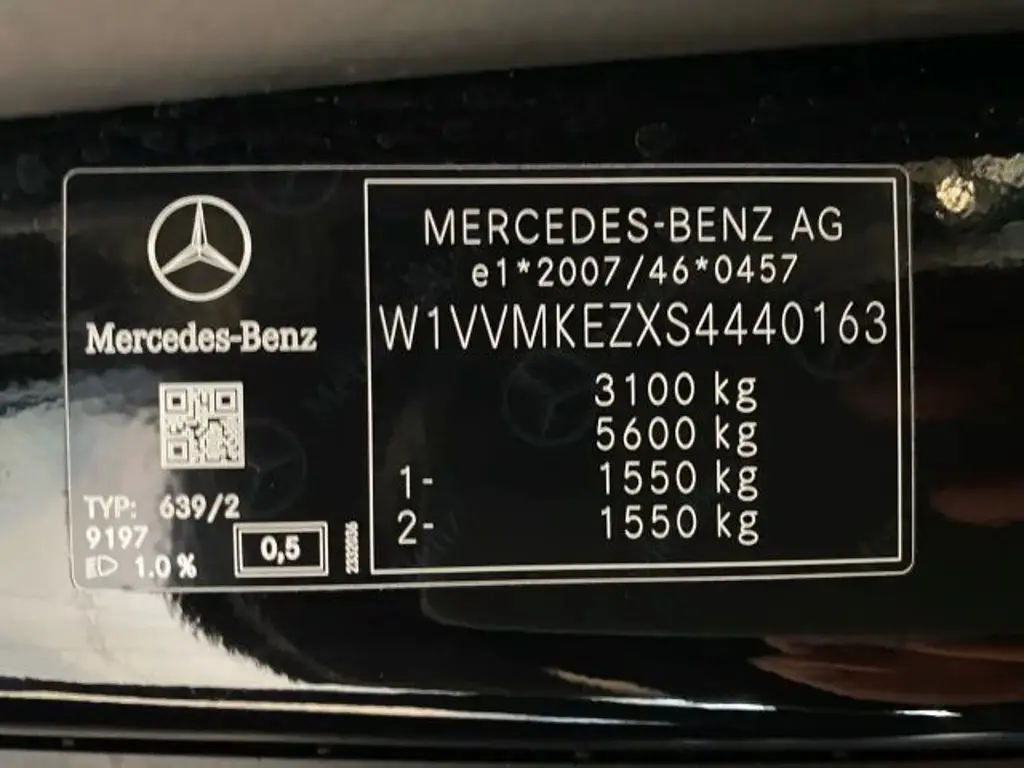 Mercedes-Benz
TYP: 639/2
9197
1.0 %
0,5
2332036
MERCEDES-BENZ AG
e1*2007/46*0457
W1VVMKEZXS4440163
3100 kg
5600 kg
1- 1550 kg
2- 1550 kg